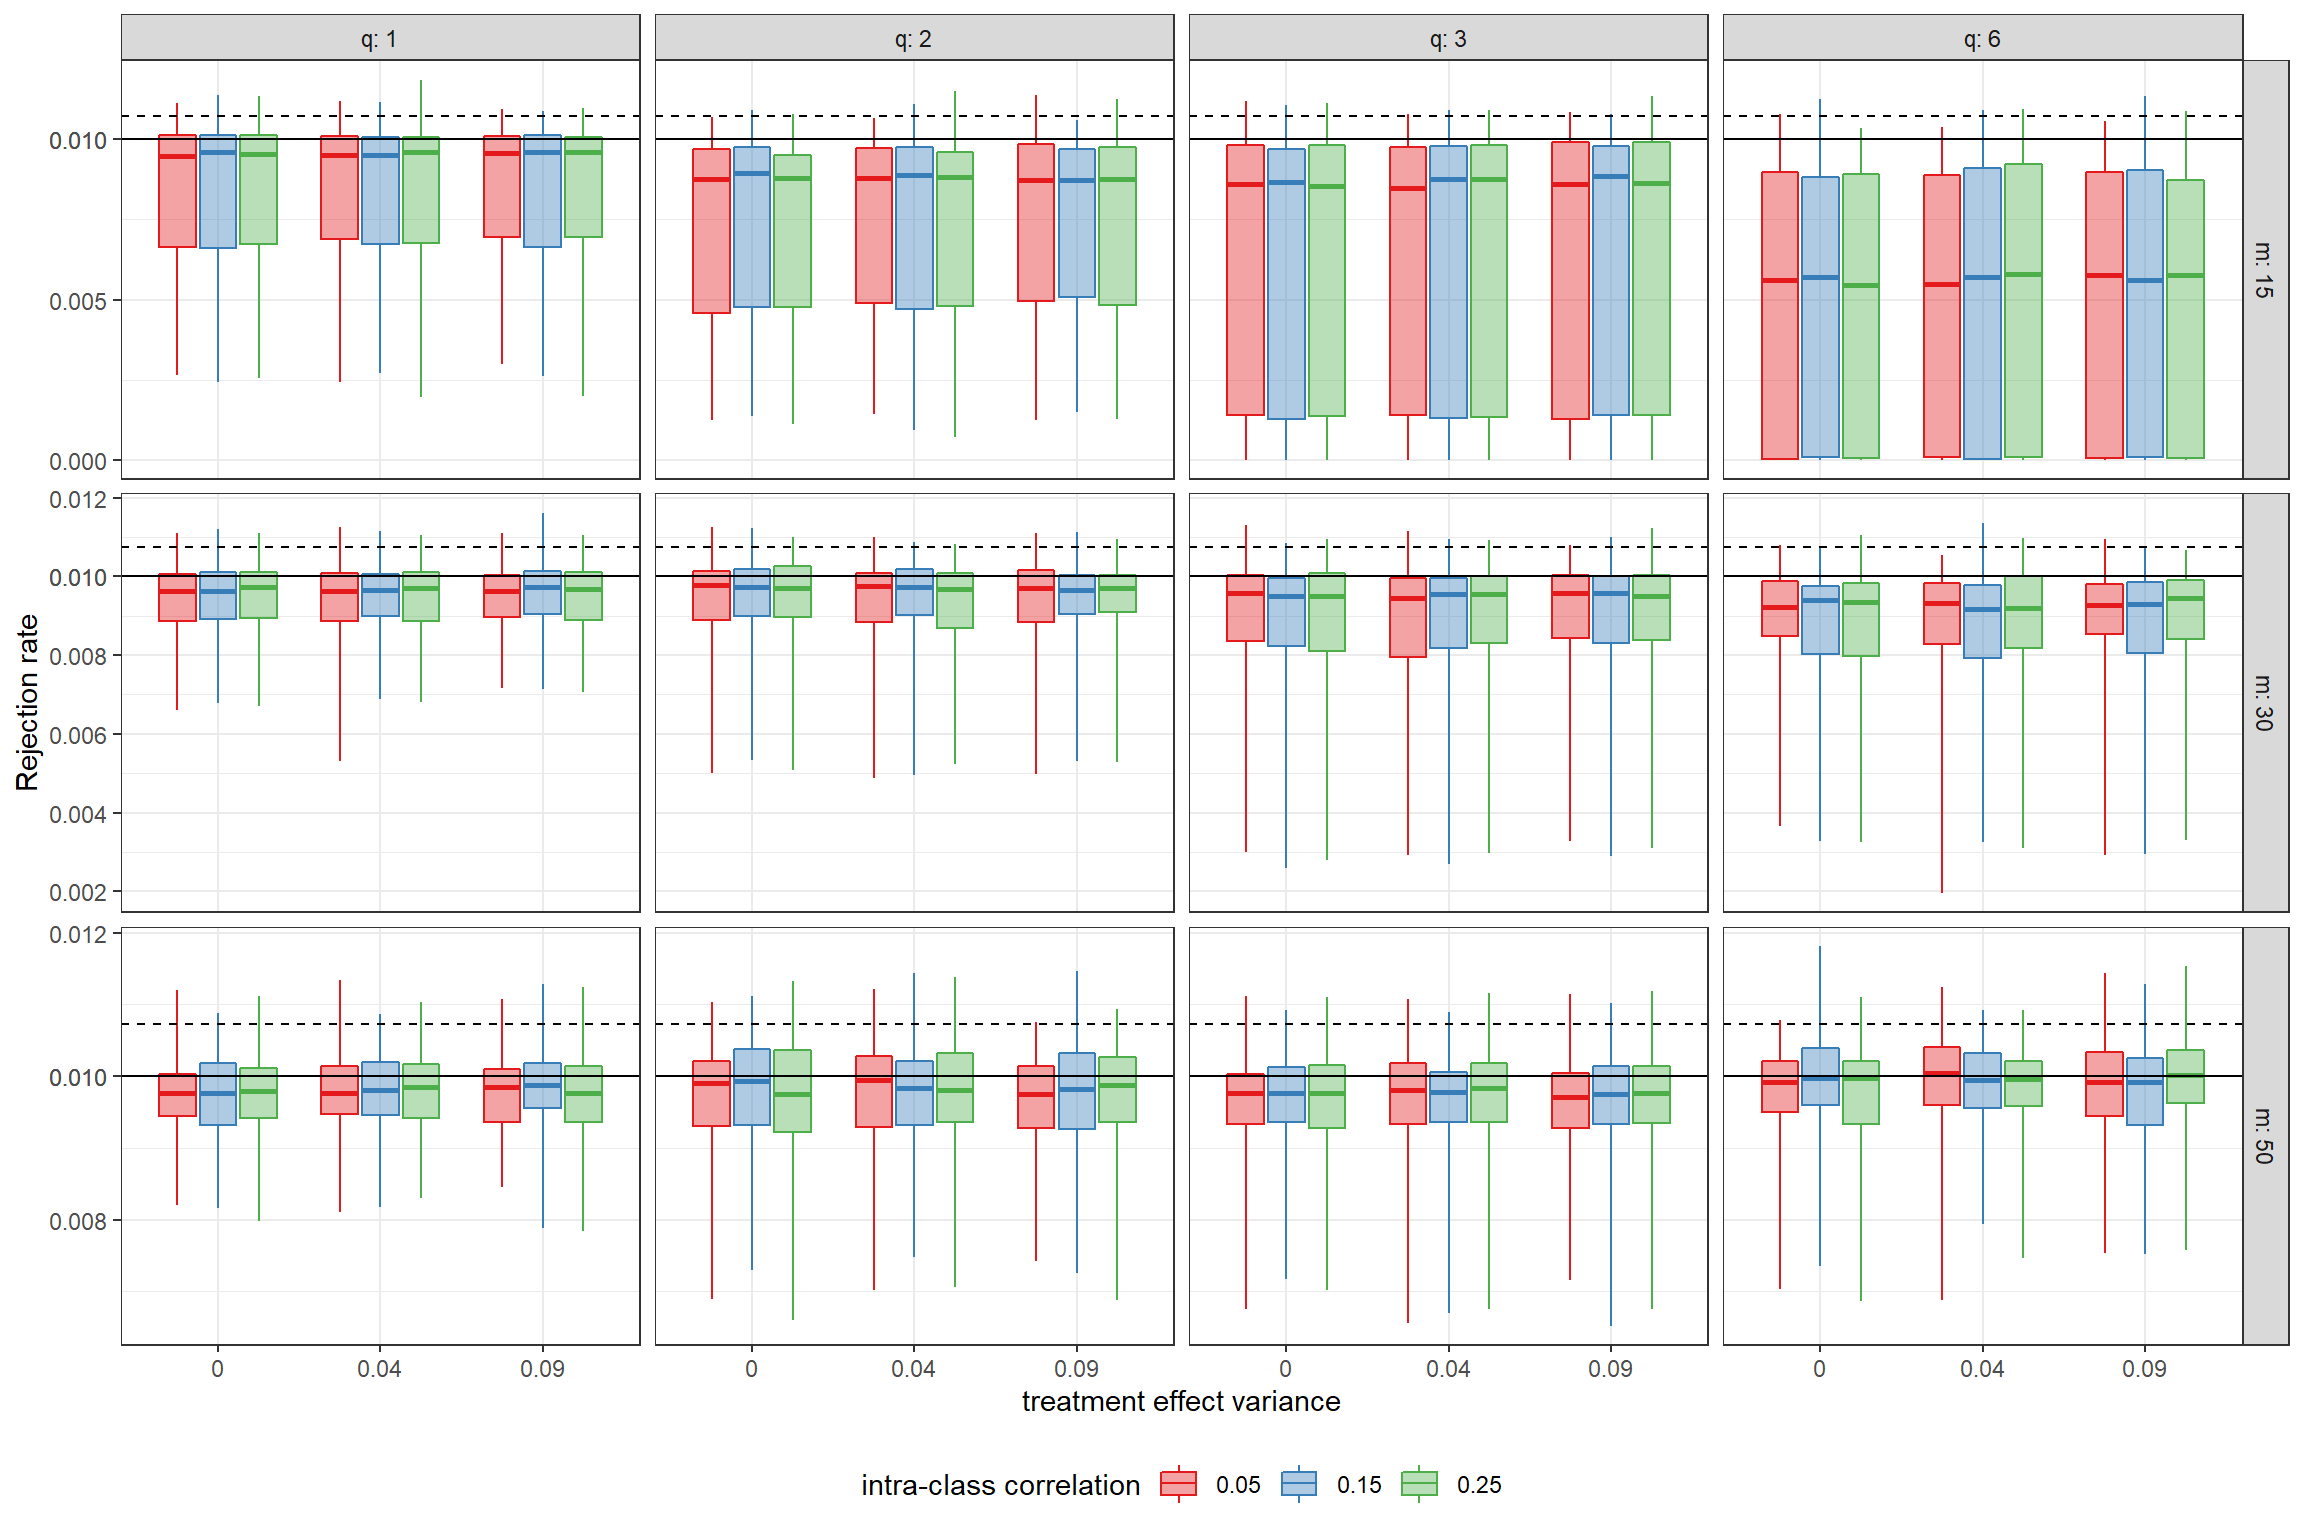 q: 1
q: 2
q: 3
q: 6
0.010
0.005
0.000
m: 15
0.012
0.010
0.008
0.006
0.004
0.002
m: 30
Rejection rate
0.012
0.010
0.008
m: 50
0 0.04 0.09 0 0.04 0.09 0 0.04 0.09 0 0.04 0.09
treatment effect variance
intra-class correlation 0.05 0.15 0.25